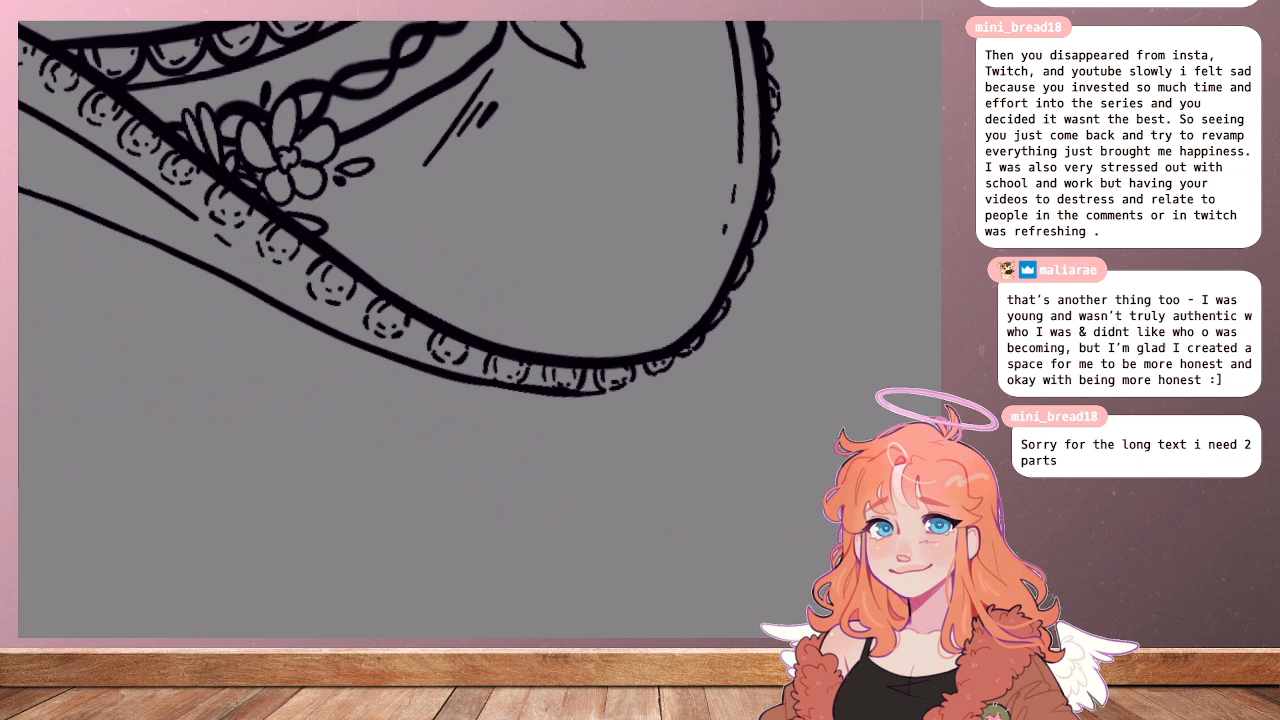 mini_bread18
Then you disappeared from insta,
Twitch, and youtube slowly i felt sad
because you invested so much time and
effort into the series and you
decided it wasnt the best. So seeing
you just come back and try to revamp
everything just brought me happiness.
I was also very stressed out with
school and work but having your
videos to destress and relate to
people in the comments or in twitch
was refreshing .
maliarae
that's another thing too - I was
young and wasn't truly authentic w
who I was & didnt like who o was
becoming, but I'm glad I created a
space for me to be more honest and
okay with being more honest :]
mini_bread18
Sorry for the long text i need 2
parts